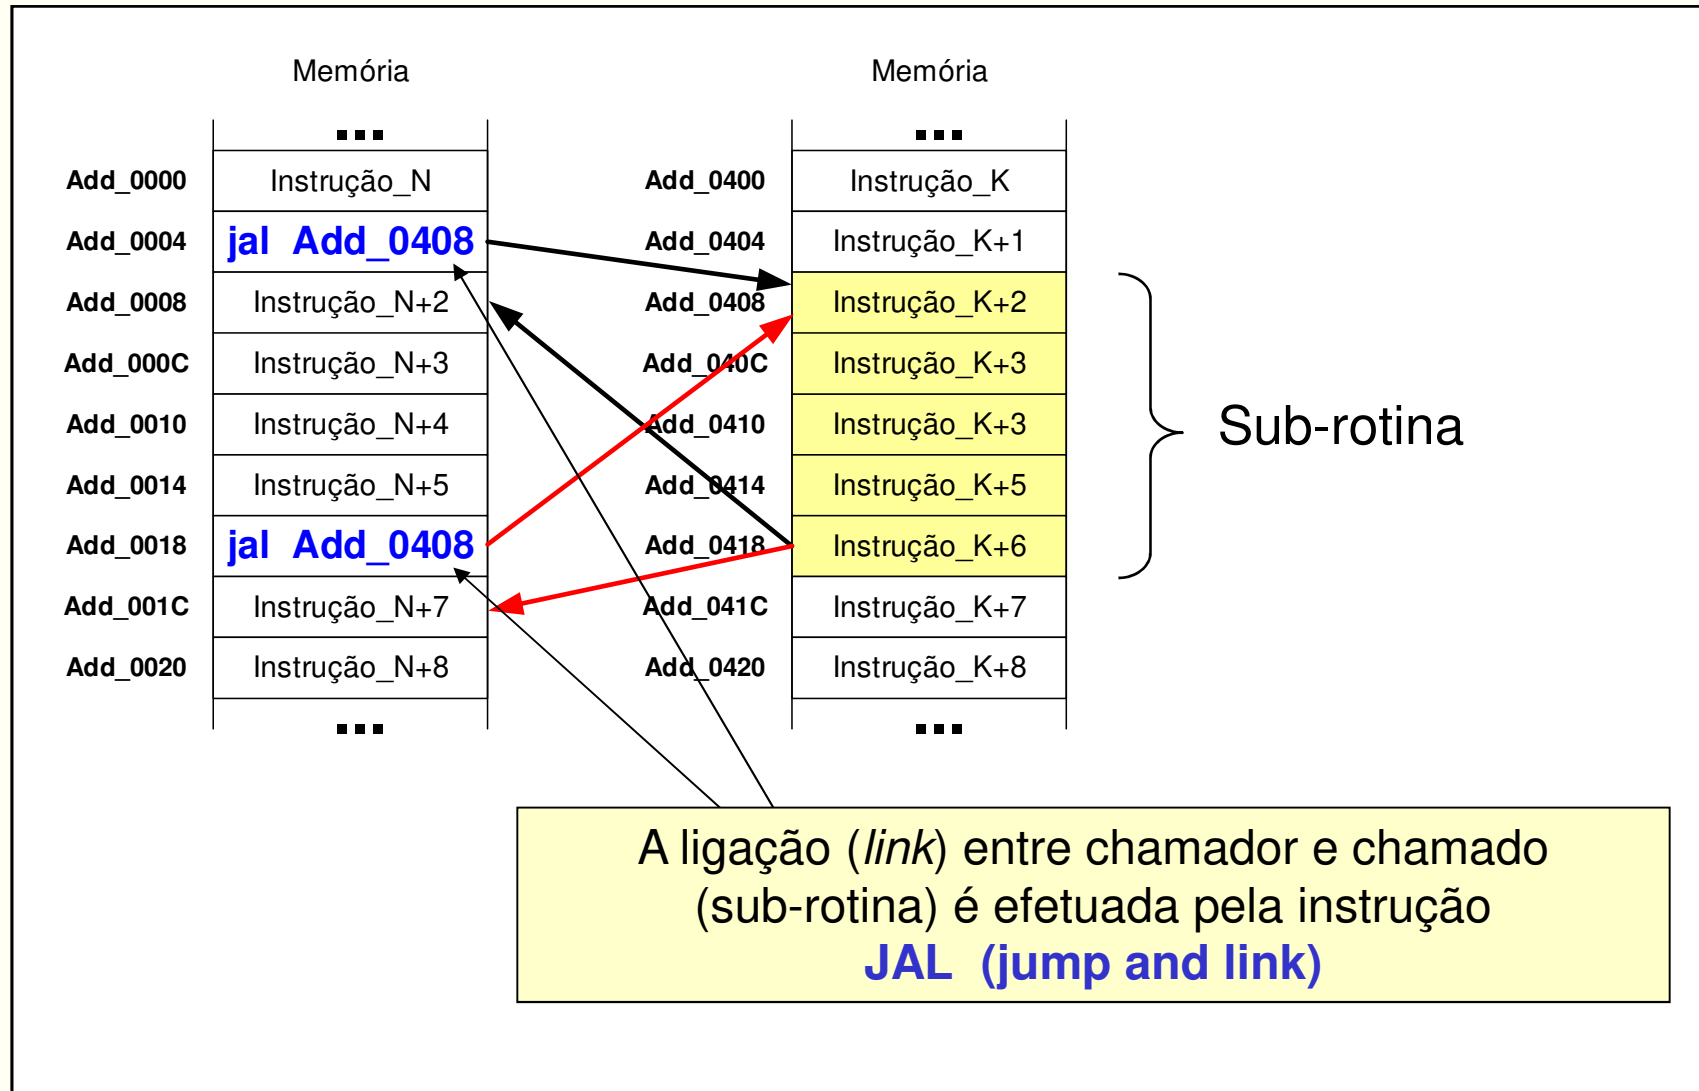 Memória Memória
... ...
Add_0000 Instrução_N Add_0400 Instrução_K
Add_0004 jal Add_0408 Add_0404 Instrução_K+1
Add_0008 Instrução_N+2 Add_0408 Instrução_K+2
Add_000C Instrução_N+3 Add_040C Instrução_K+3
Add_0010 Instrução_N+4 Add_0410 Instrução_K+3
Sub-rotina
Add_0014 Instrução_N+5 Add_0414 Instrução_K+5
Add_0018 jal Add_0408 Add_0418 Instrução_K+6
Add_001C Instrução_N+7 Add_041C Instrução_K+7
Add_0020 Instrução_N+8 Add_0420 Instrução_K+8
... ...
A ligação (link) entre chamador e chamado
(sub-rotina) é efetuada pela instrução
JAL (jump and link)